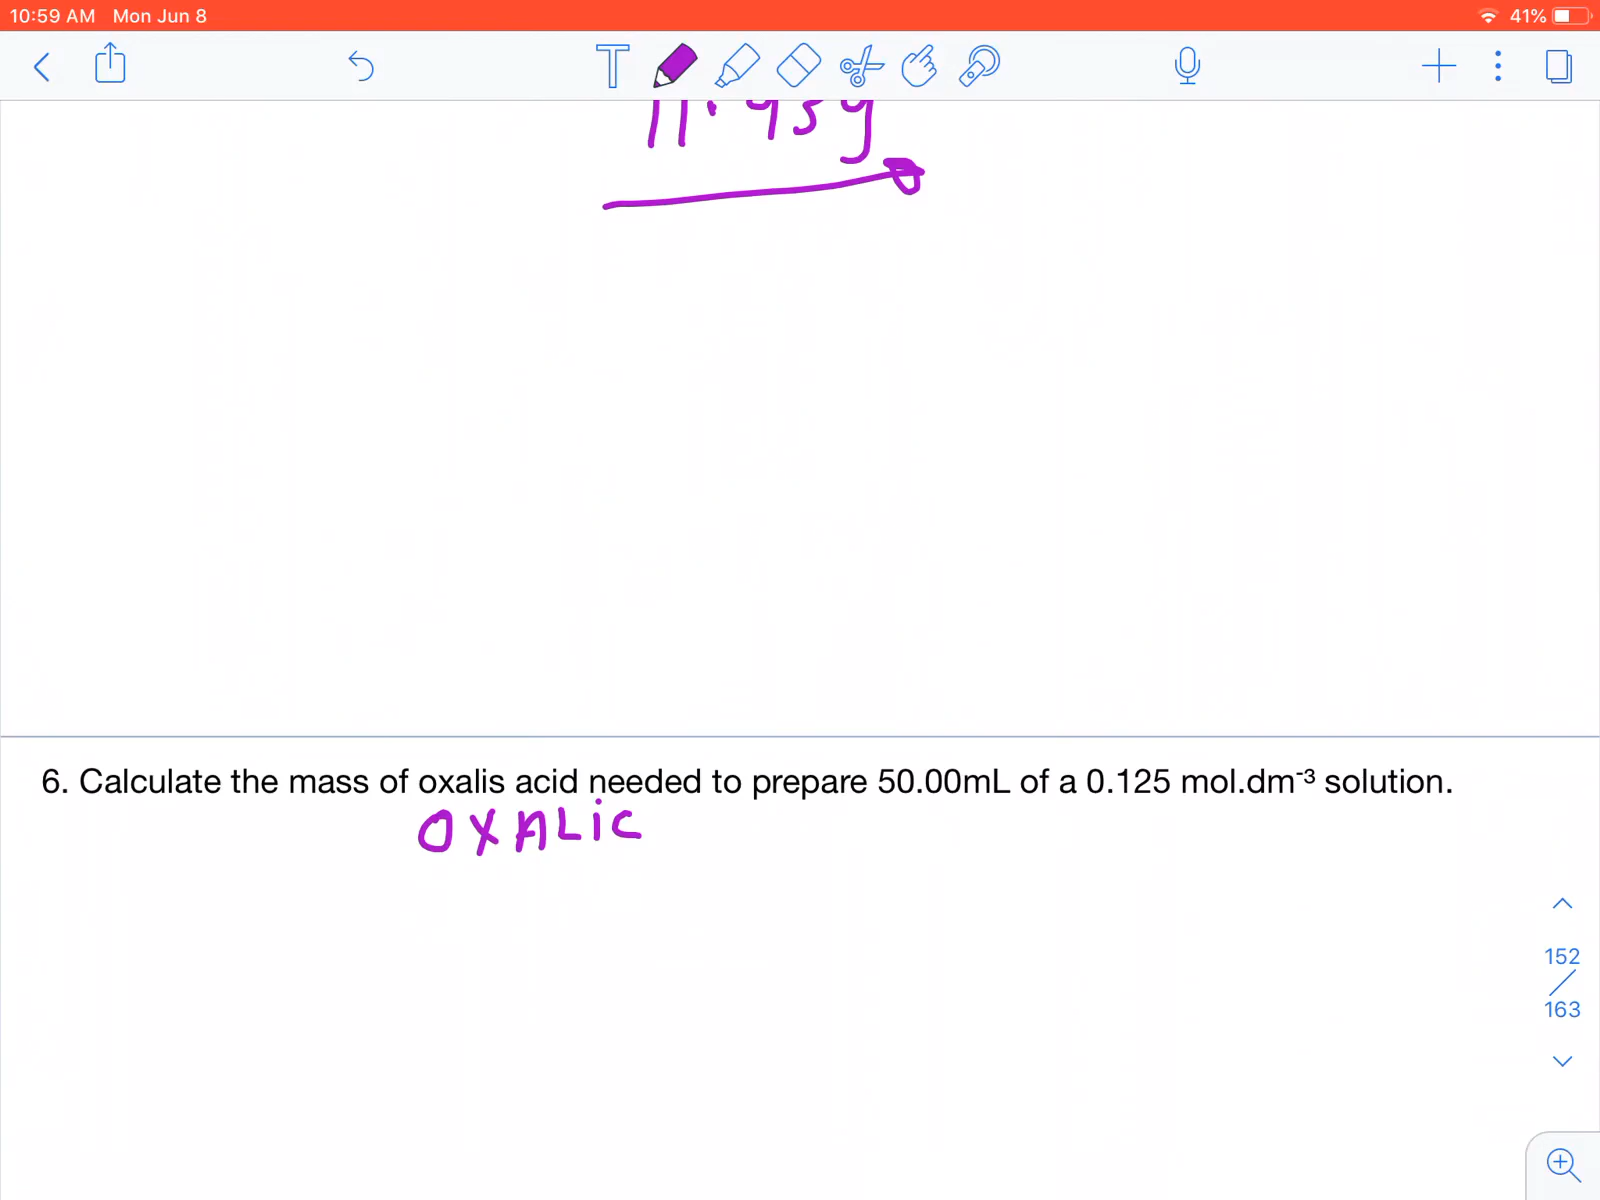 10:59 AM Mon Jun 8 41%
T
11.95g
6. Calculate the mass of oxalis acid needed to prepare 50.00mL of a 0.125 mol.dm⁻³ solution.
OXALiC
152
163